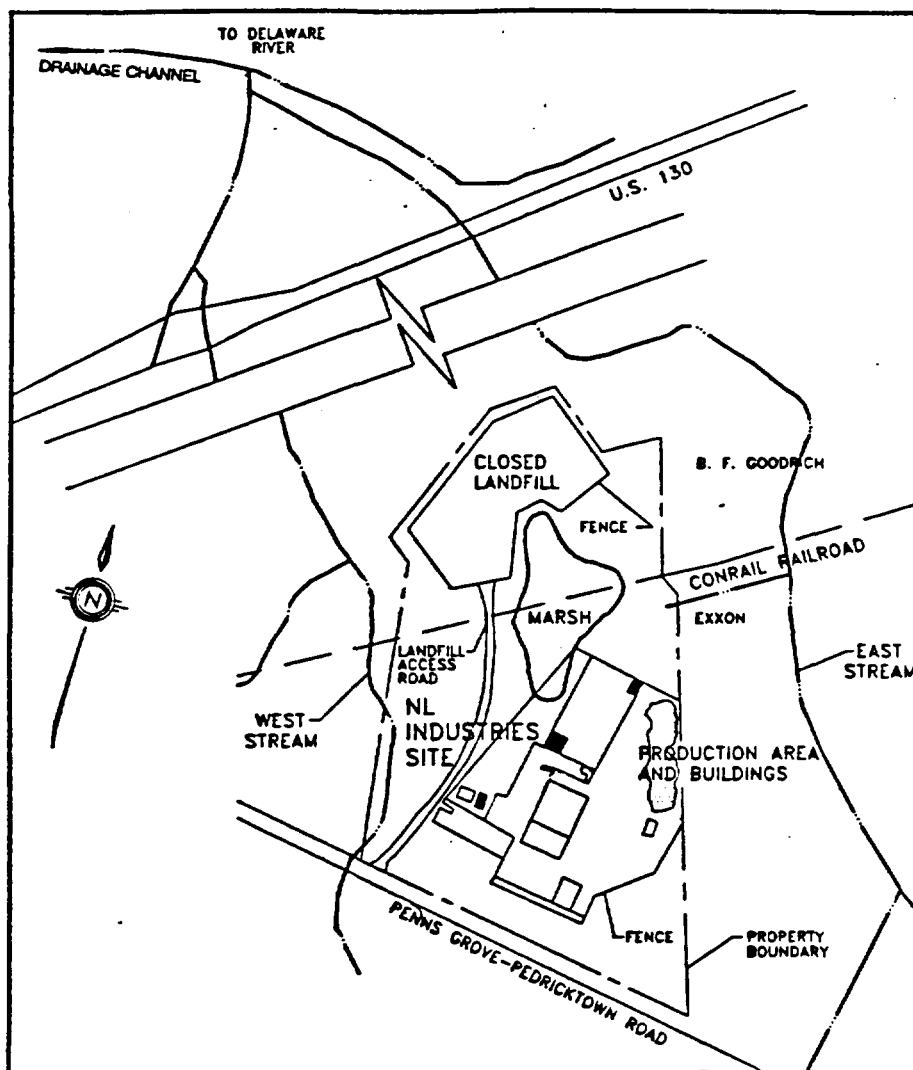 TO DELAWARE
RIVER
DRAINAGE CHANNEL
U.S. 130
CLOSED
LANDFILL
B. F. GOODRICH
FENCE
CONRAIL RAILROAD
N
MARSH
EXXON
LANDFILL
ACCESS
ROAD
EAST
STREAM
WEST
STREAM
NL
INDUSTRIES
SITE
PRODUCTION AREA
AND BUILDINGS
PENNS GROVE-PEDRICKTOWN ROAD
FENCE
PROPERTY
BOUNDARY